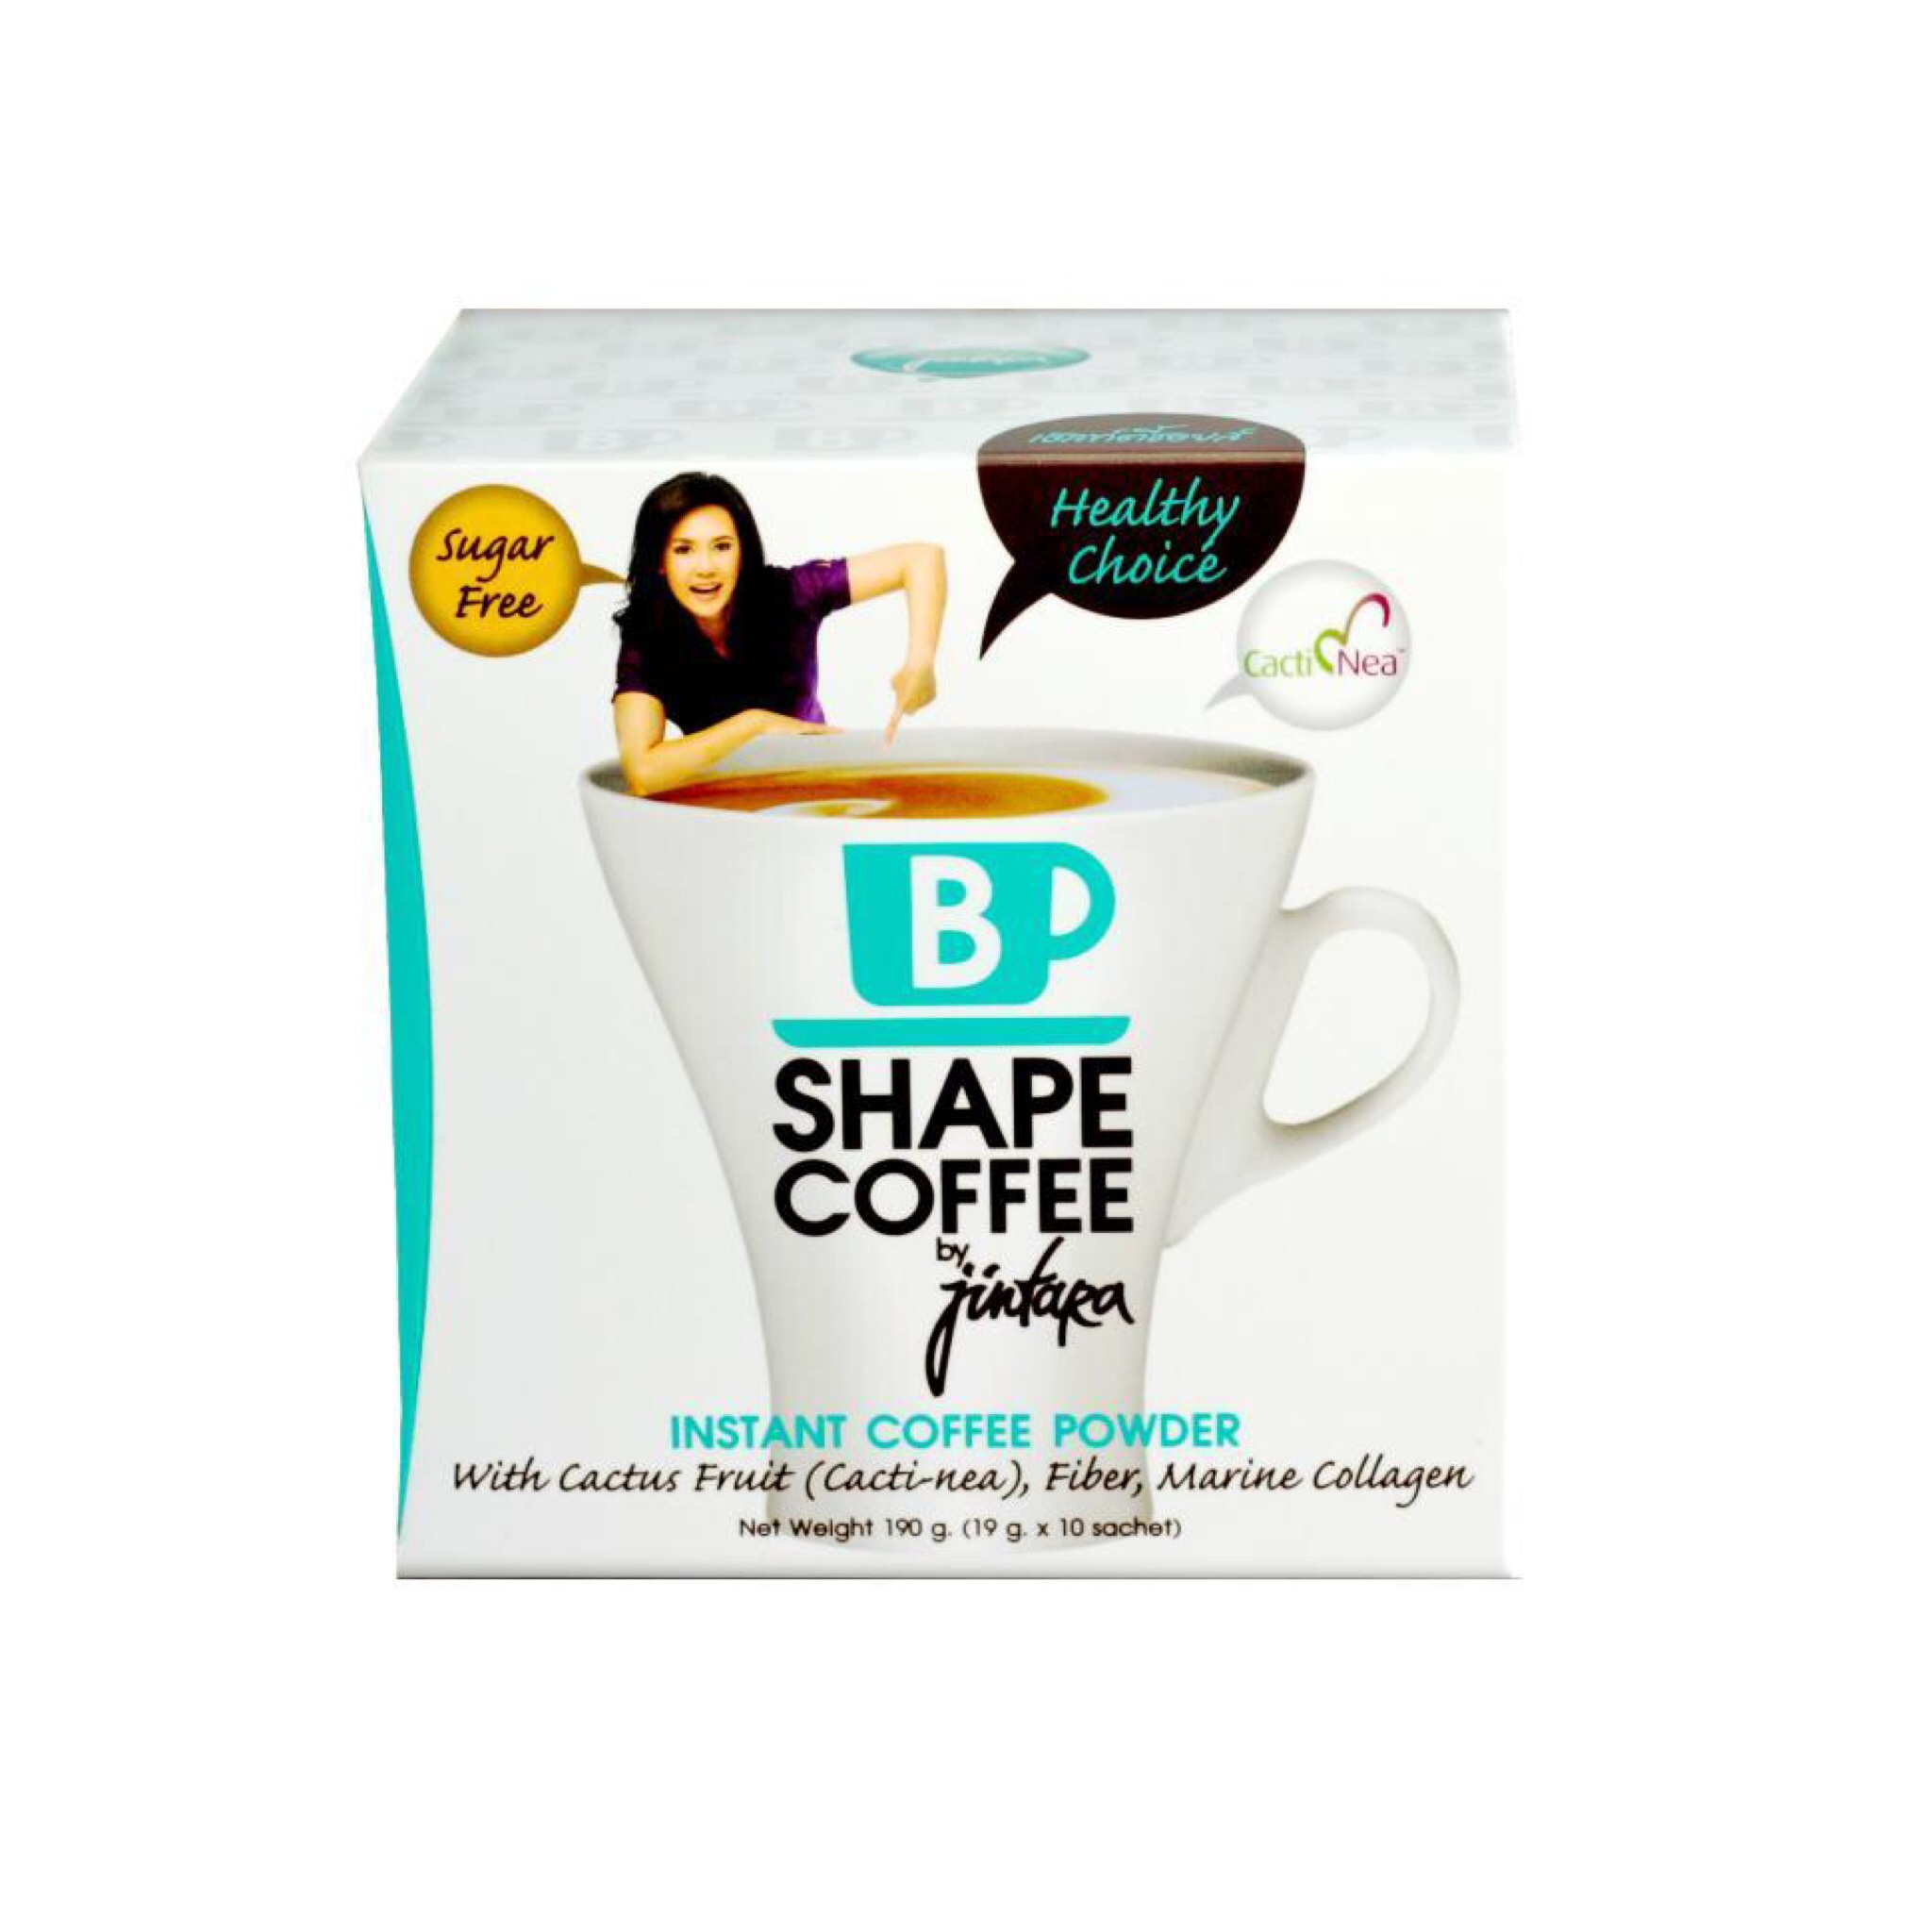 Healthy
Choice
Sugar
Free
CactiNea™
B
SHAPE
COFFEE
by
jintara
INSTANT COFFEE POWDER
With Cactus Fruit (Cacti-nea), Fiber, Marine Collagen
Net Weight 190 g. (19 g. x 10 sachet)